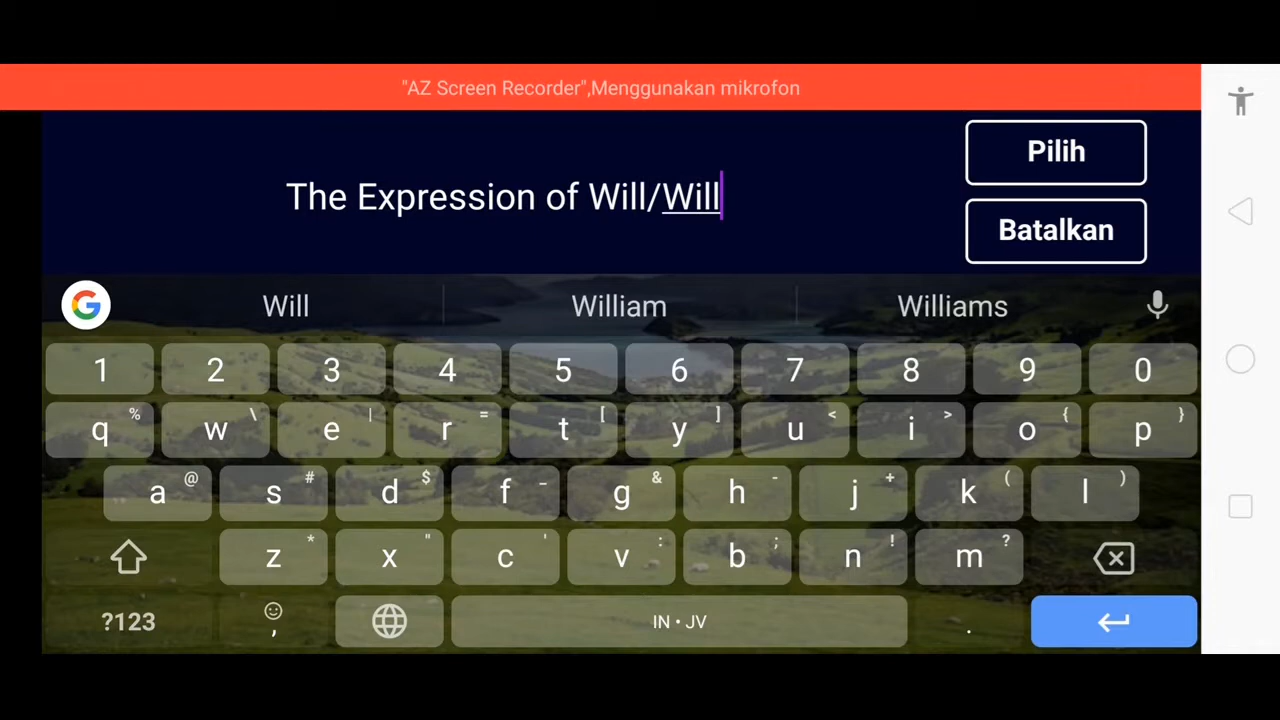 "AZ Screen Recorder",Menggunakan mikrofon
The Expression of Will/Will
Pilih
Batalkan
G Will William Williams
1 2 3 4 5 6 7 8 9 0
q % w \ e | r = t [ y ] u < i > o { p }
a @ s # d $ f _ g & h - j + k ( l )
z * x " c ' v : b ; n ! m ?
?123 , IN • JV .